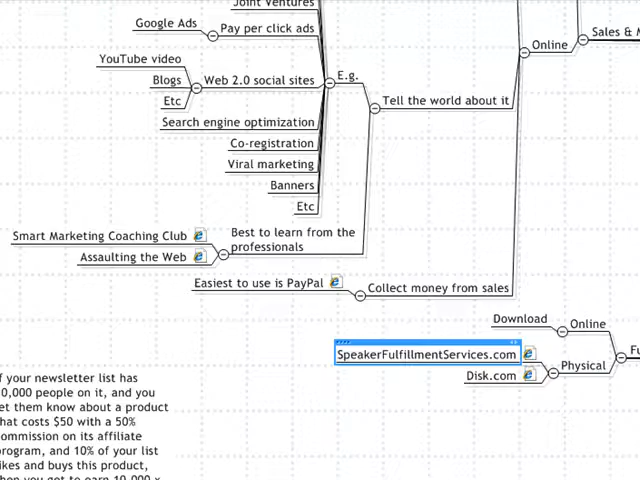 Joint Ventures
Google Ads
Pay per click ads
YouTube video
Blogs
Etc
Web 2.0 social sites
E.g.
Search engine optimization
Co-registration
Viral marketing
Banners
Etc
Tell the world about it
Online
Sales &
Smart Marketing Coaching Club
Assaulting the Web
Best to learn from the
professionals
Easiest to use is PayPal
Collect money from sales
Download
Online
SpeakerFulfillmentServices.com
Disk.com
Physical
f your newsletter list has
0,000 people on it, and you
et them know about a product
hat costs $50 with a 50%
ommission on its affiliate
rogram, and 10% of your list
ikes and buys this product,
you get to earn 10,000 x